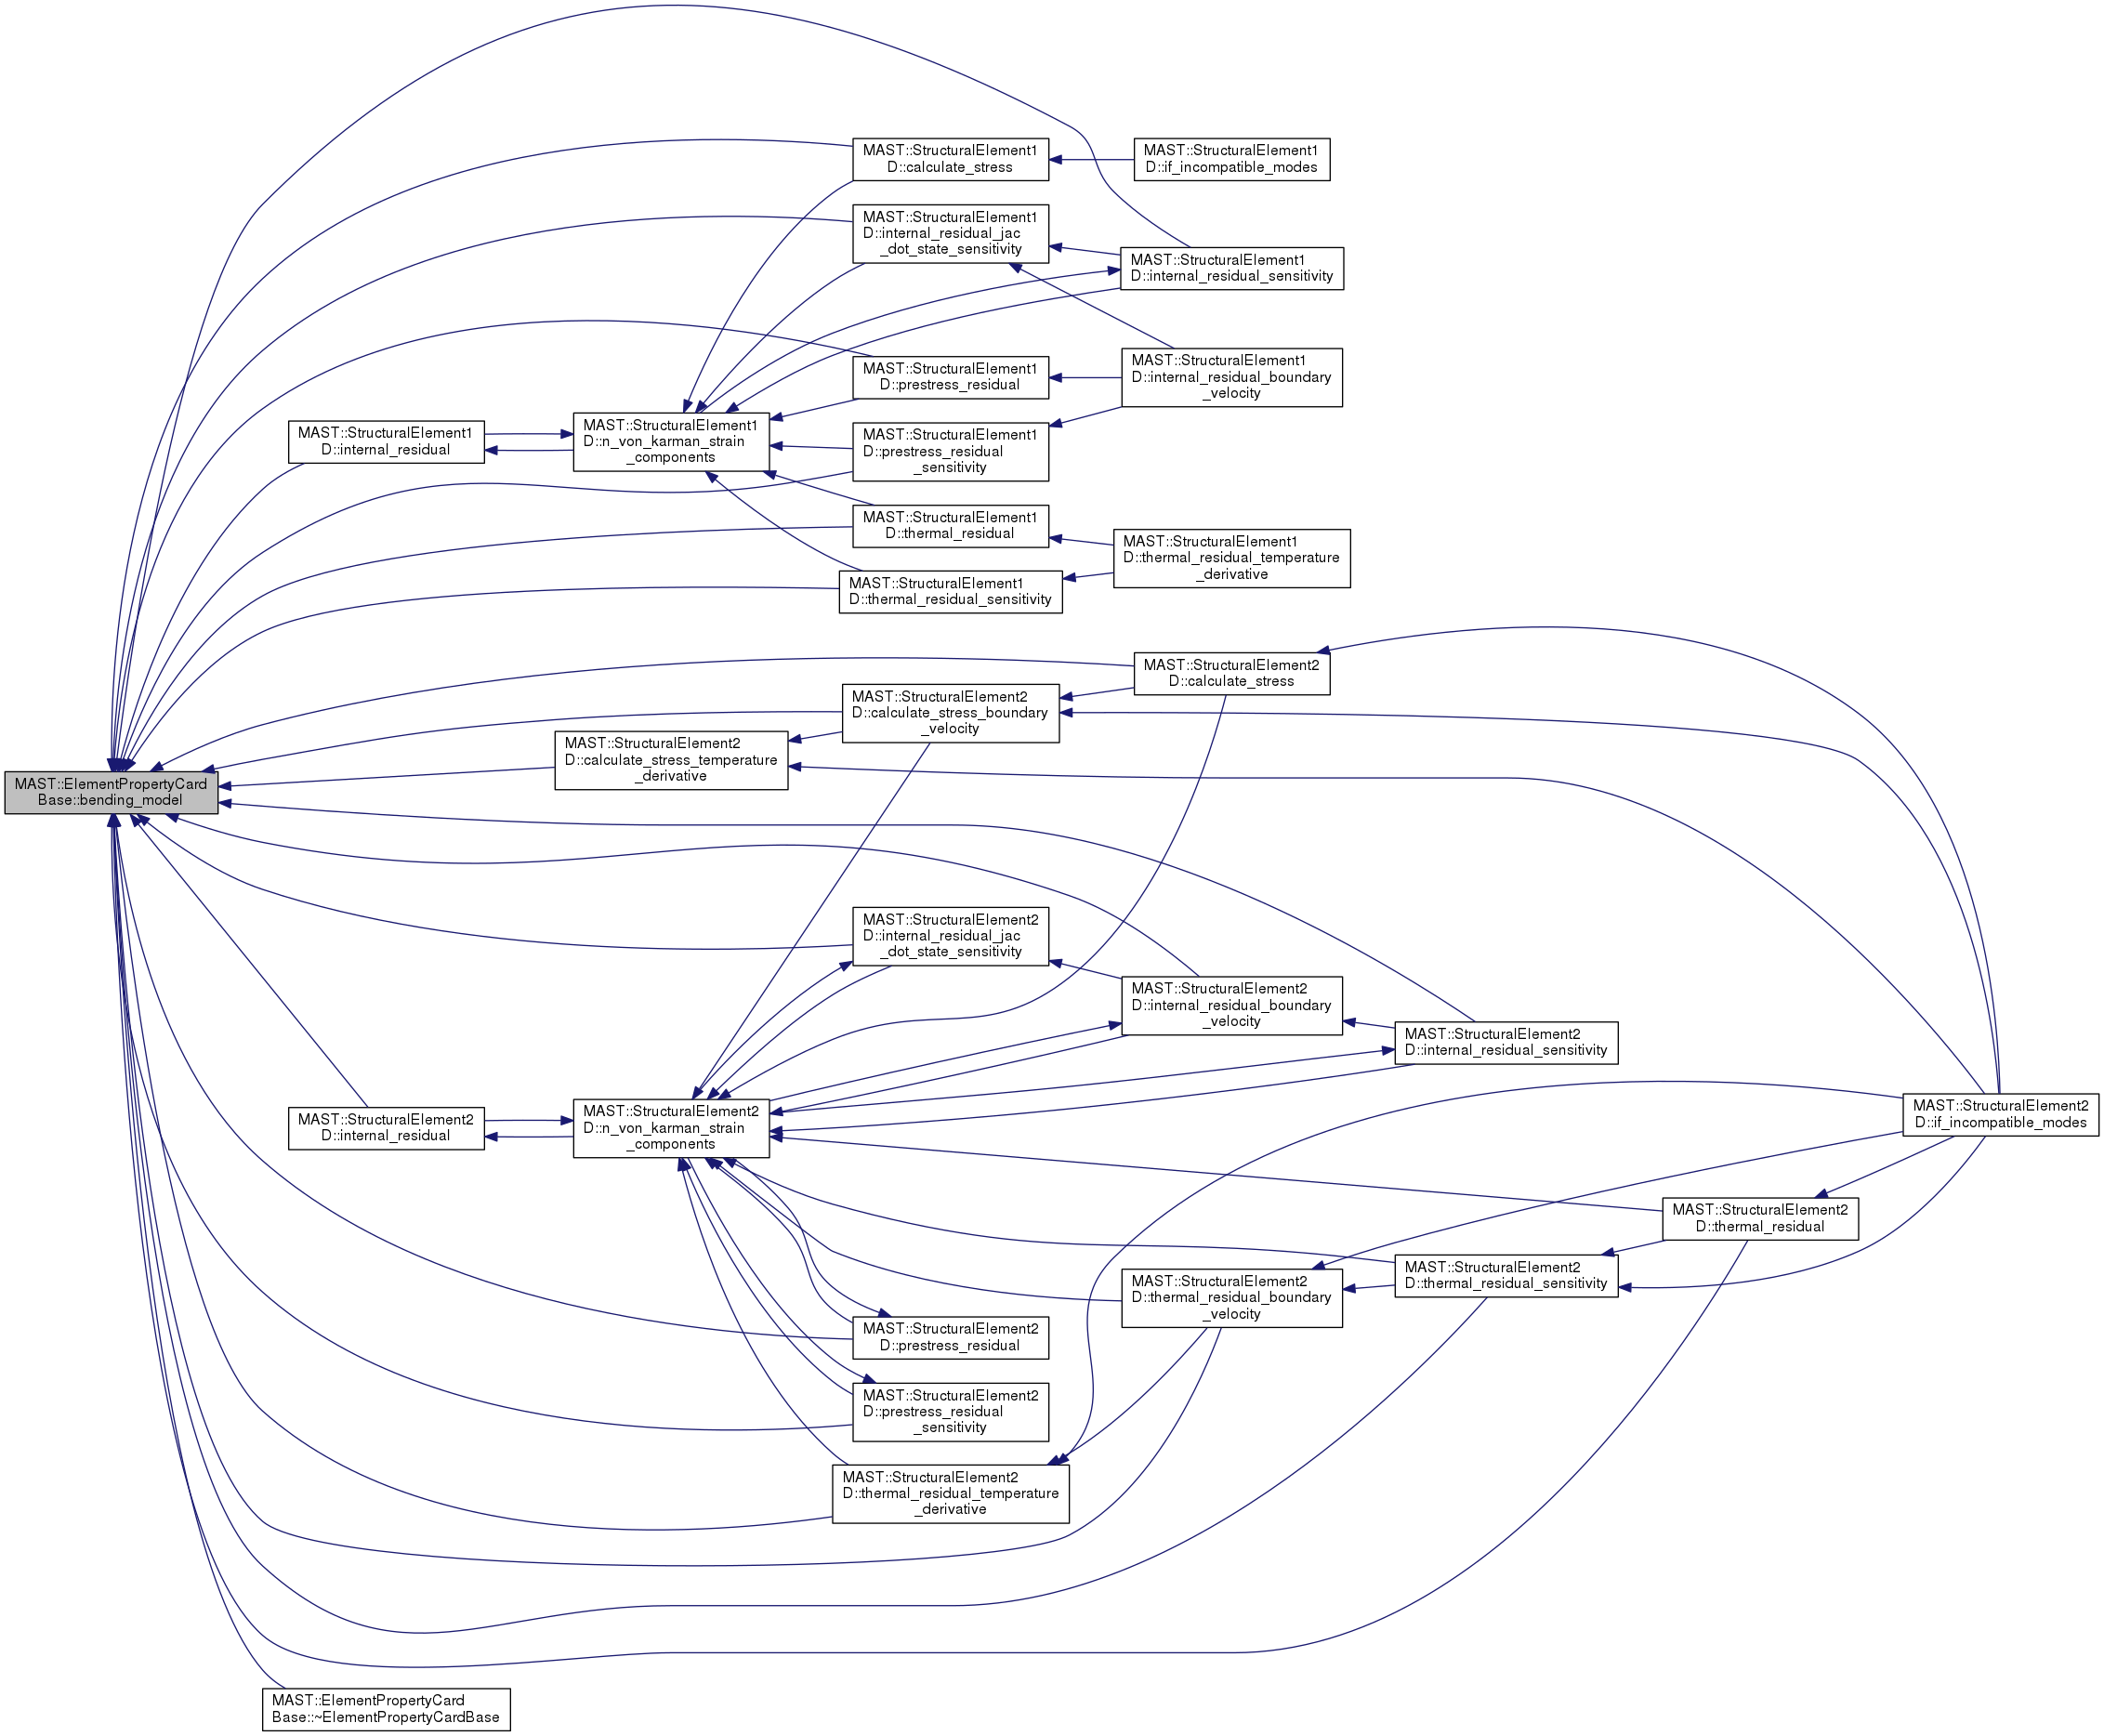 MAST::StructuralElement1
D::calculate_stress
MAST::StructuralElement1
D::if_incompatible_modes
MAST::StructuralElement1
D::internal_residual_jac
_dot_state_sensitivity
MAST::StructuralElement1
D::internal_residual_sensitivity
MAST::StructuralElement1
D::prestress_residual
MAST::StructuralElement1
D::internal_residual_boundary
_velocity
MAST::StructuralElement1
D::internal_residual
MAST::StructuralElement1
D::n_von_karman_strain
_components
MAST::StructuralElement1
D::prestress_residual
_sensitivity
MAST::StructuralElement1
D::thermal_residual
MAST::StructuralElement1
D::thermal_residual_temperature
_derivative
MAST::StructuralElement1
D::thermal_residual_sensitivity
MAST::StructuralElement2
D::calculate_stress
MAST::StructuralElement2
D::calculate_stress_boundary
_velocity
MAST::StructuralElement2
D::calculate_stress_temperature
_derivative
MAST::ElementPropertyCard
Base::bending_model
MAST::StructuralElement2
D::internal_residual_jac
_dot_state_sensitivity
MAST::StructuralElement2
D::internal_residual_boundary
_velocity
MAST::StructuralElement2
D::internal_residual_sensitivity
MAST::StructuralElement2
D::internal_residual
MAST::StructuralElement2
D::n_von_karman_strain
_components
MAST::StructuralElement2
D::if_incompatible_modes
MAST::StructuralElement2
D::thermal_residual
MAST::StructuralElement2
D::thermal_residual_sensitivity
MAST::StructuralElement2
D::thermal_residual_boundary
_velocity
MAST::StructuralElement2
D::prestress_residual
MAST::StructuralElement2
D::prestress_residual
_sensitivity
MAST::StructuralElement2
D::thermal_residual_temperature
_derivative
MAST::ElementPropertyCard
Base::~ElementPropertyCardBase